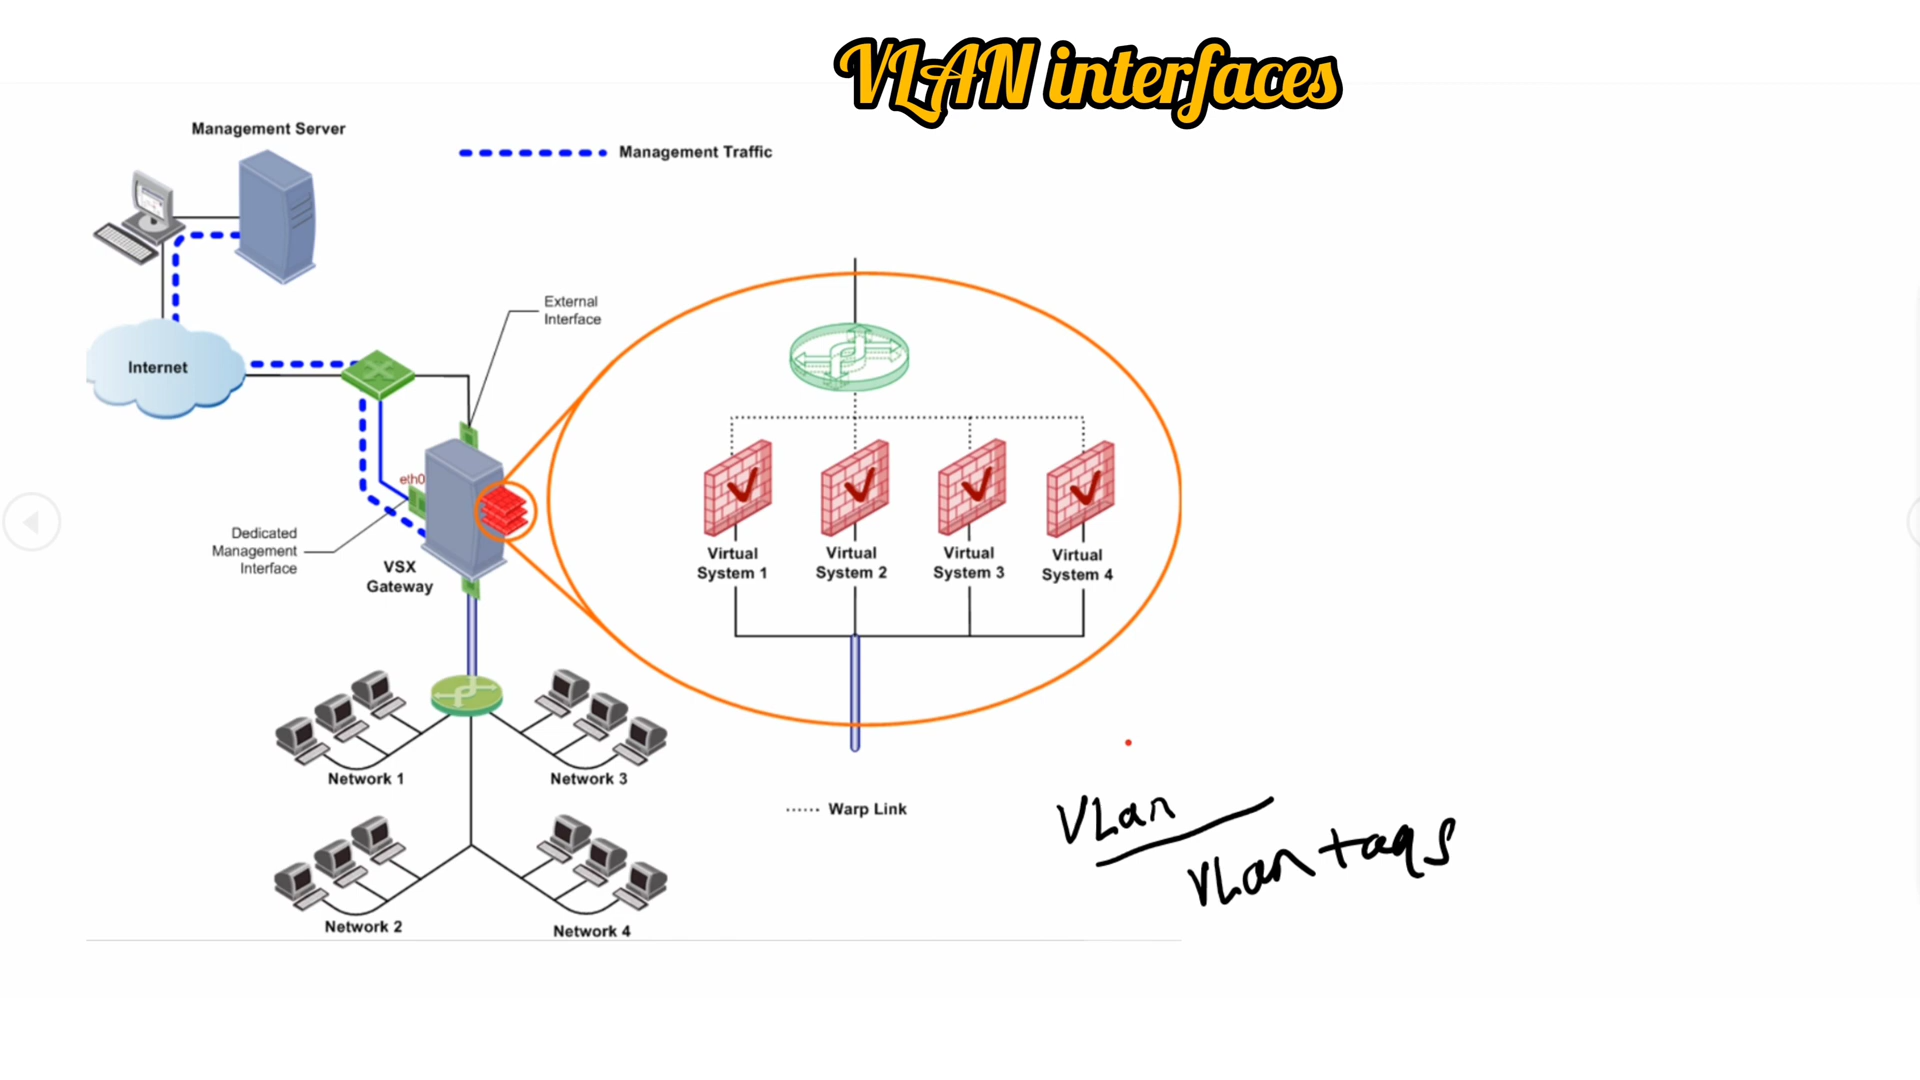 VLAN interfaces
Management Server
Management Traffic
External
Interface
Internet
eth0
Dedicated
Management
Interface
VSX
Gateway
Virtual
System 1
Virtual
System 2
Virtual
System 3
Virtual
System 4
Network 1
Network 3
Warp Link
VLan
VLan tags
Network 2
Network 4